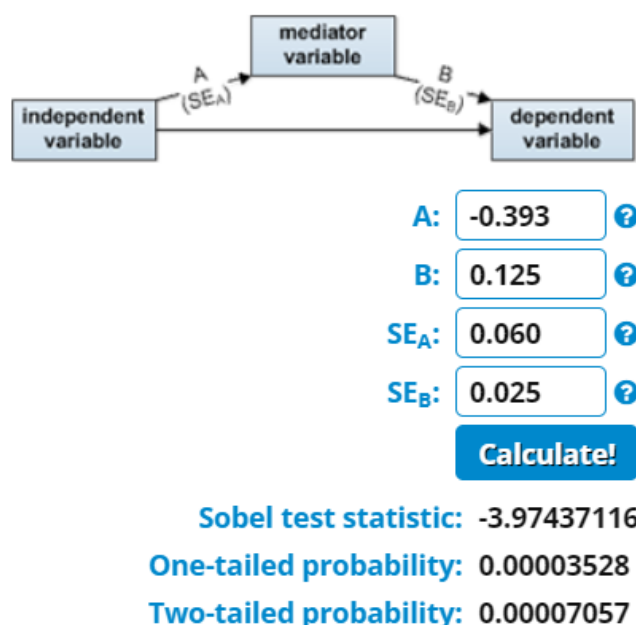 mediator
variable
A
(SEA)
B
(SEB)
independent
variable
dependent
variable
A: -0.393 ?
B: 0.125 ?
SEA: 0.060 ?
SEB: 0.025 ?
Calculate!
Sobel test statistic: -3.97437116
One-tailed probability: 0.00003528
Two-tailed probability: 0.00007057